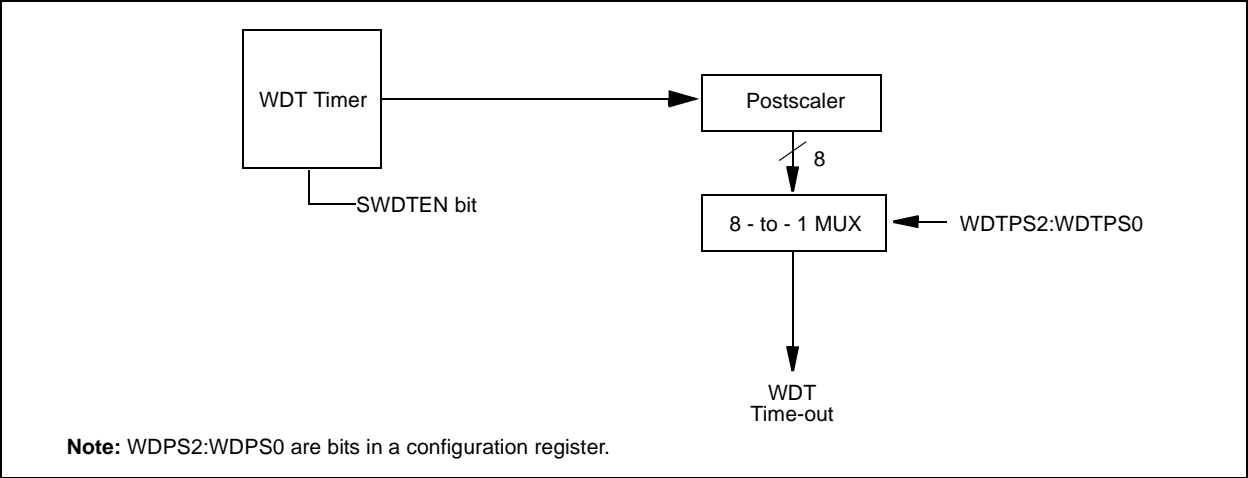 WDT Timer
Postscaler
8
SWDTEN bit
8 - to - 1 MUX
WDTPS2:WDTPS0
WDT
Time-out
Note: WDPS2:WDPS0 are bits in a configuration register.